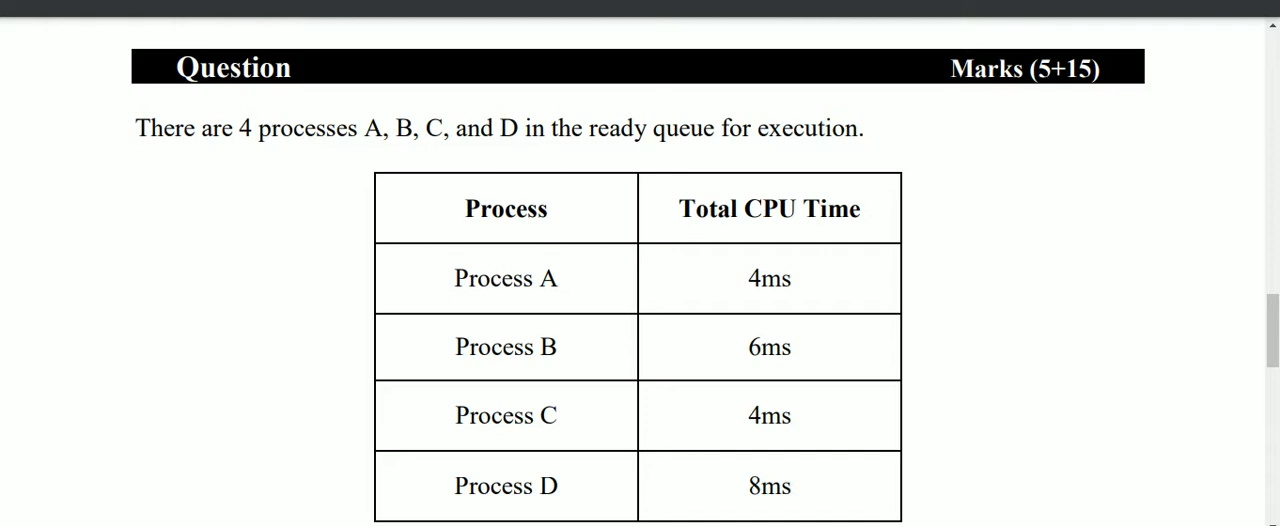 Question Marks (5+15)
There are 4 processes A, B, C, and D in the ready queue for execution.
Process Total CPU Time
Process A 4ms
Process B 6ms
Process C 4ms
Process D 8ms